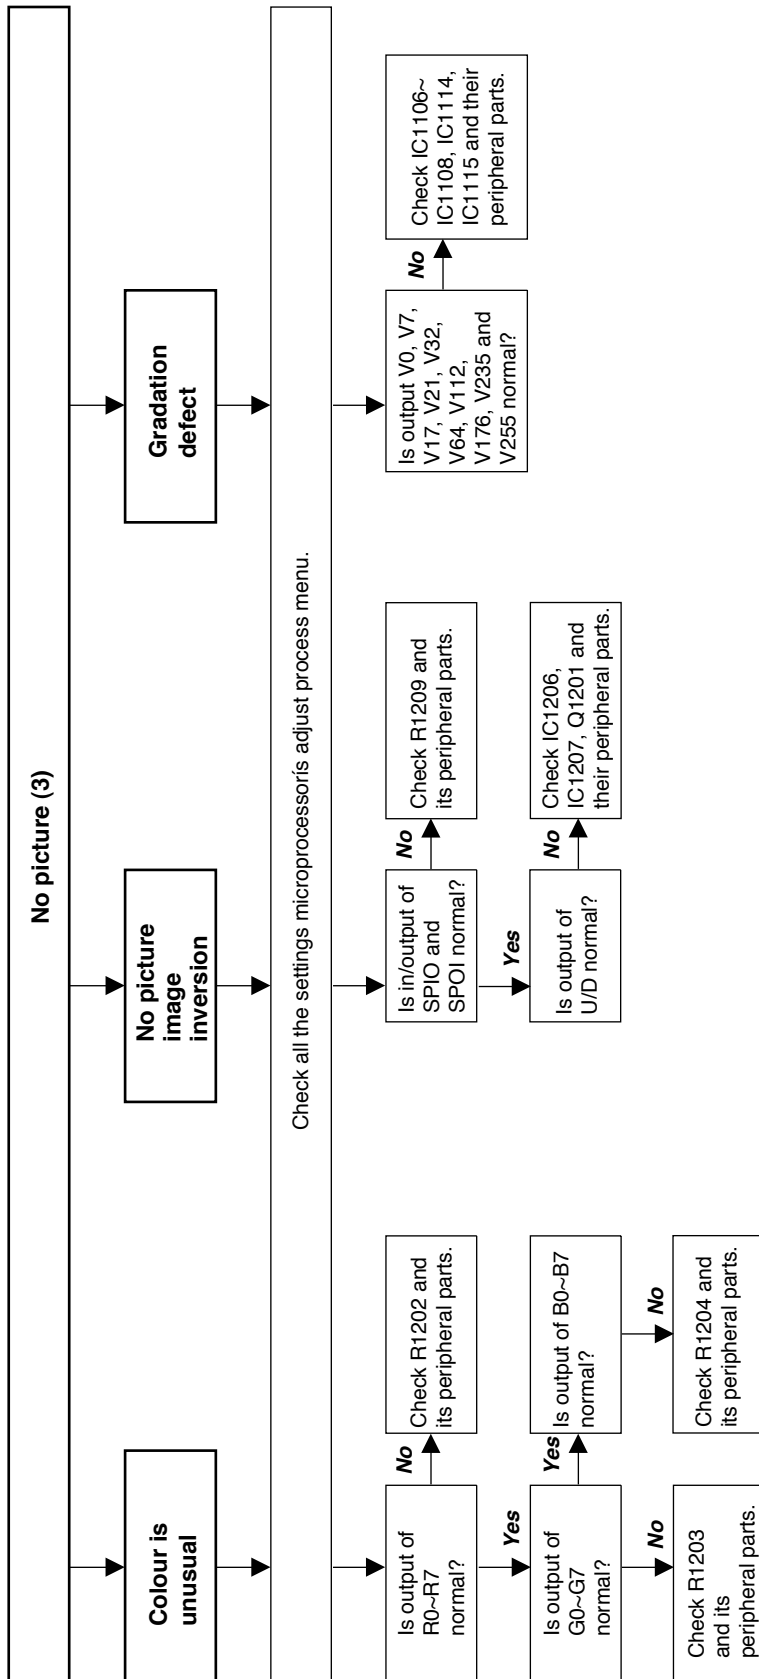 No picture (3)
Colour is
unusual
No picture
image
inversion
Gradation
defect
Check all the settings microprocessorís adjust process menu.
Is output of
R0~R7
normal?
No
Check R1202 and
its peripheral parts.
Yes
Is output of
G0~G7
normal?
Yes
Is output of B0~B7
normal?
No
Check R1203
and its
peripheral parts.
No
Check R1204 and
its peripheral parts.
Is in/output of
SPIO and
SPOI normal?
No
Check R1209 and
its peripheral parts.
Yes
Is output of
U/D normal?
No
Check IC1206,
IC1207, Q1201 and
their peripheral parts.
Is output V0, V7,
V17, V21, V32,
V64, V112,
V176, V235 and
V255 normal?
No
Check IC1106~
IC1108, IC1114,
IC1115 and their
peripheral parts.